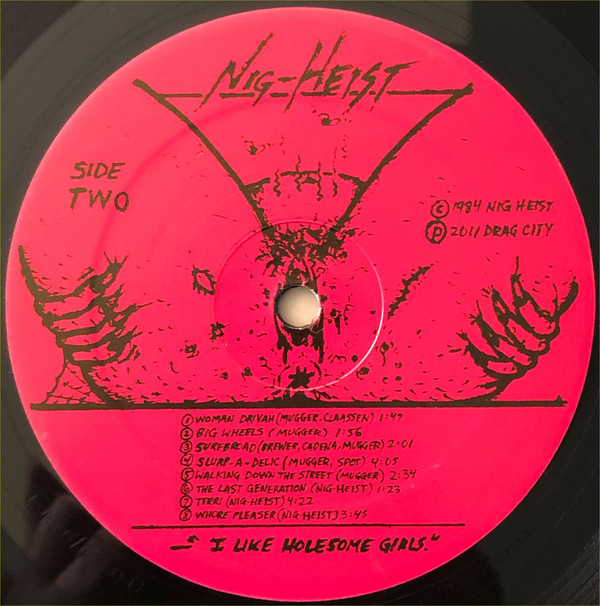 NIG-HEIST
SIDE
TWO
Ⓒ 1984 NIG HEIST
Ⓟ 2011 DRAG CITY
① WOMAN DRIVAH (MUGGER, CLAASSEN) 1:47
② BIG WHEELS (MUGGER) 1:56
③ SURFBROAD (BREWER, CADENA, MUGGER) 2:01
④ SLURP-A-DELIC (MUGGER, SPOT) 4:05
⑤ WALKING DOWN THE STREET (MUGGER) 2:34
⑥ THE LAST GENERATION (NIG-HEIST) 1:23
⑦ TERRI (NIG-HEIST) 4:22
⑧ WHORE PLEASER (NIG-HEIST) 3:45
—"I LIKE HOLESOME GIRLS."